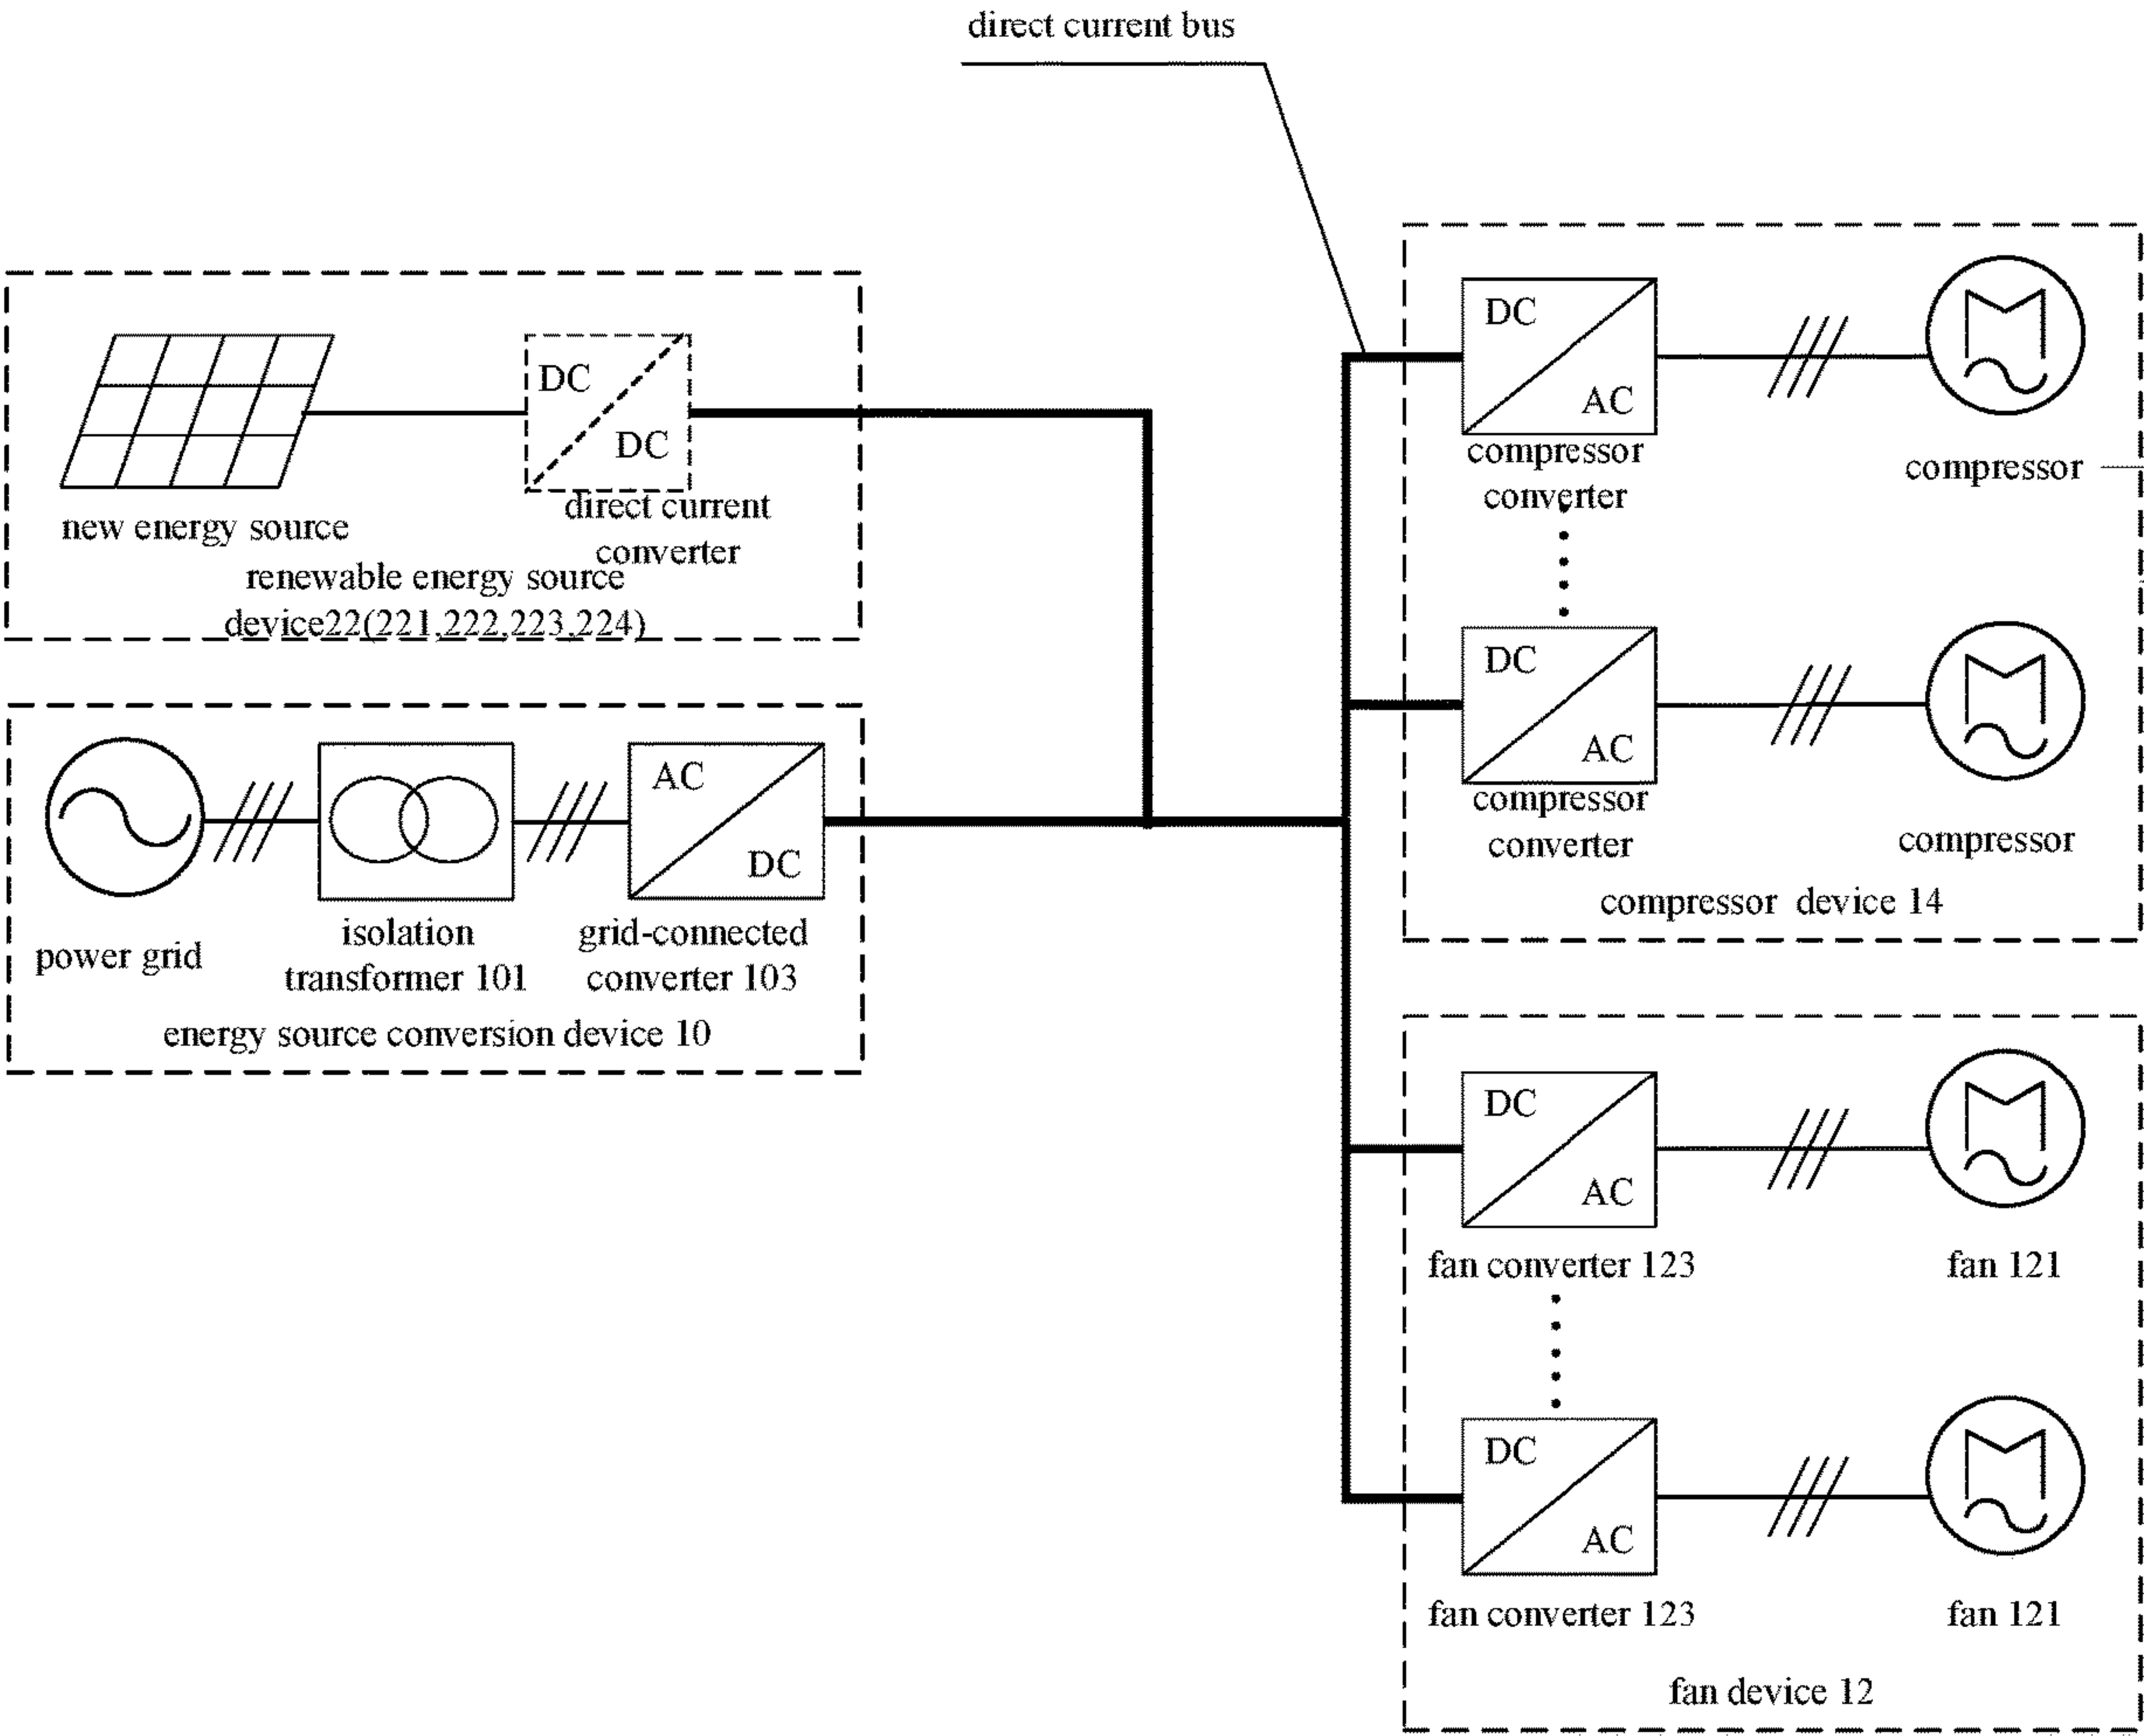 direct current bus
DC
DC
new energy source
direct current
converter
renewable energy source
device22(221,222,223,224)
AC
DC
power grid
isolation
transformer 101
grid-connected
converter 103
energy source conversion device 10
DC
AC
compressor
converter
compressor
DC
AC
compressor
converter
compressor
compressor device 14
DC
AC
fan converter 123
fan 121
DC
AC
fan converter 123
fan 121
fan device 12